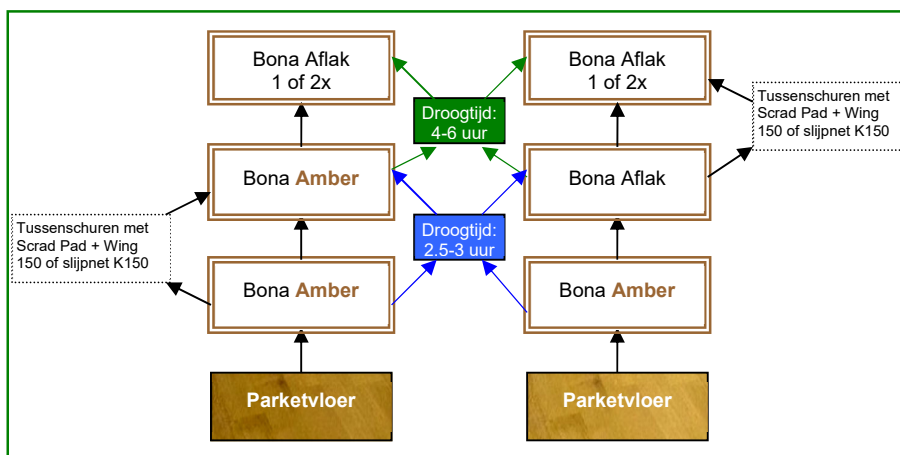 Bona Aflak
1 of 2x
Bona Aflak
1 of 2x
Droogtijd:
4-6 uur
Tussenschuren met
Scrad Pad + Wing
150 of slijpnet K150
Bona Amber
Bona Aflak
Tussenschuren met
Scrad Pad + Wing
150 of slijpnet K150
Droogtijd:
2.5-3 uur
Bona Amber
Bona Amber
Parketvloer
Parketvloer